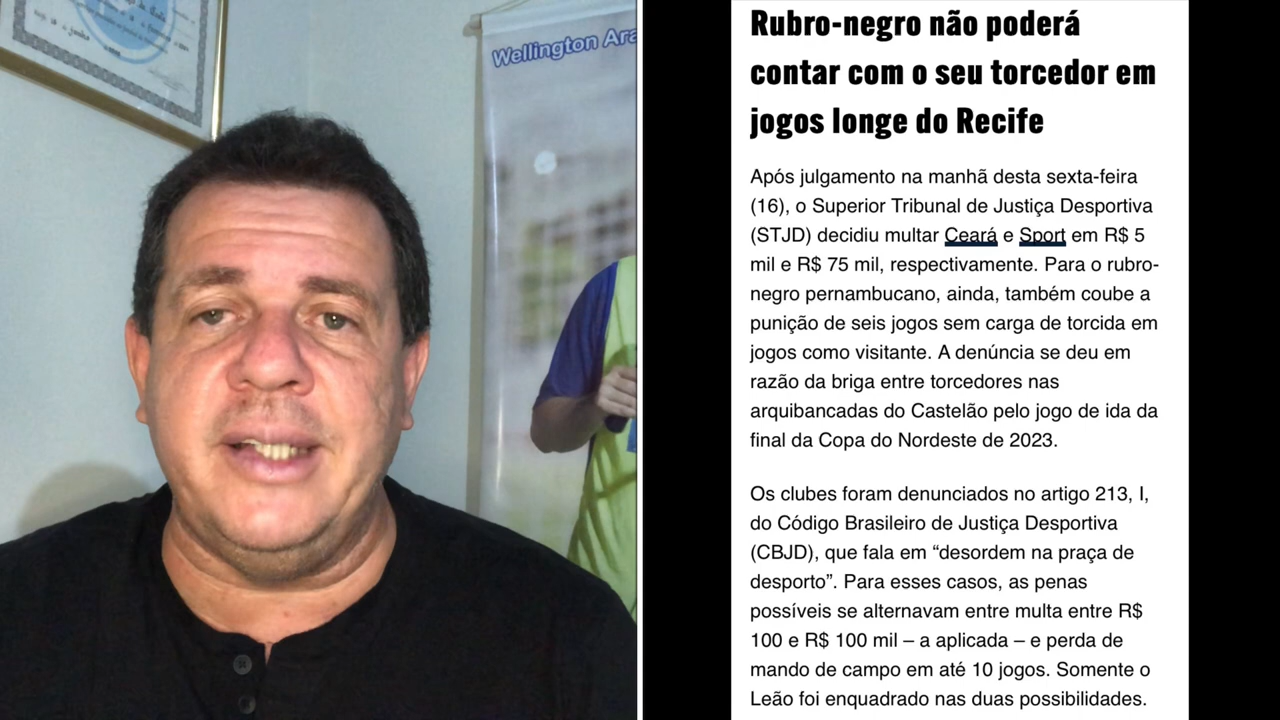 Wellington Ara
Rubro-negro não poderá
contar com o seu torcedor em
jogos longe do Recife
Após julgamento na manhã desta sexta-feira
(16), o Superior Tribunal de Justiça Desportiva
(STJD) decidiu multar Ceará e Sport em R$ 5
mil e R$ 75 mil, respectivamente. Para o rubro-
negro pernambucano, ainda, também coube a
punição de seis jogos sem carga de torcida em
jogos como visitante. A denúncia se deu em
razão da briga entre torcedores nas
arquibancadas do Castelão pelo jogo de ida da
final da Copa do Nordeste de 2023.
Os clubes foram denunciados no artigo 213, I,
do Código Brasileiro de Justiça Desportiva
(CBJD), que fala em “desordem na praça de
desporto”. Para esses casos, as penas
possíveis se alternavam entre multa entre R$
100 e R$ 100 mil – a aplicada – e perda de
mando de campo em até 10 jogos. Somente o
Leão foi enquadrado nas duas possibilidades.